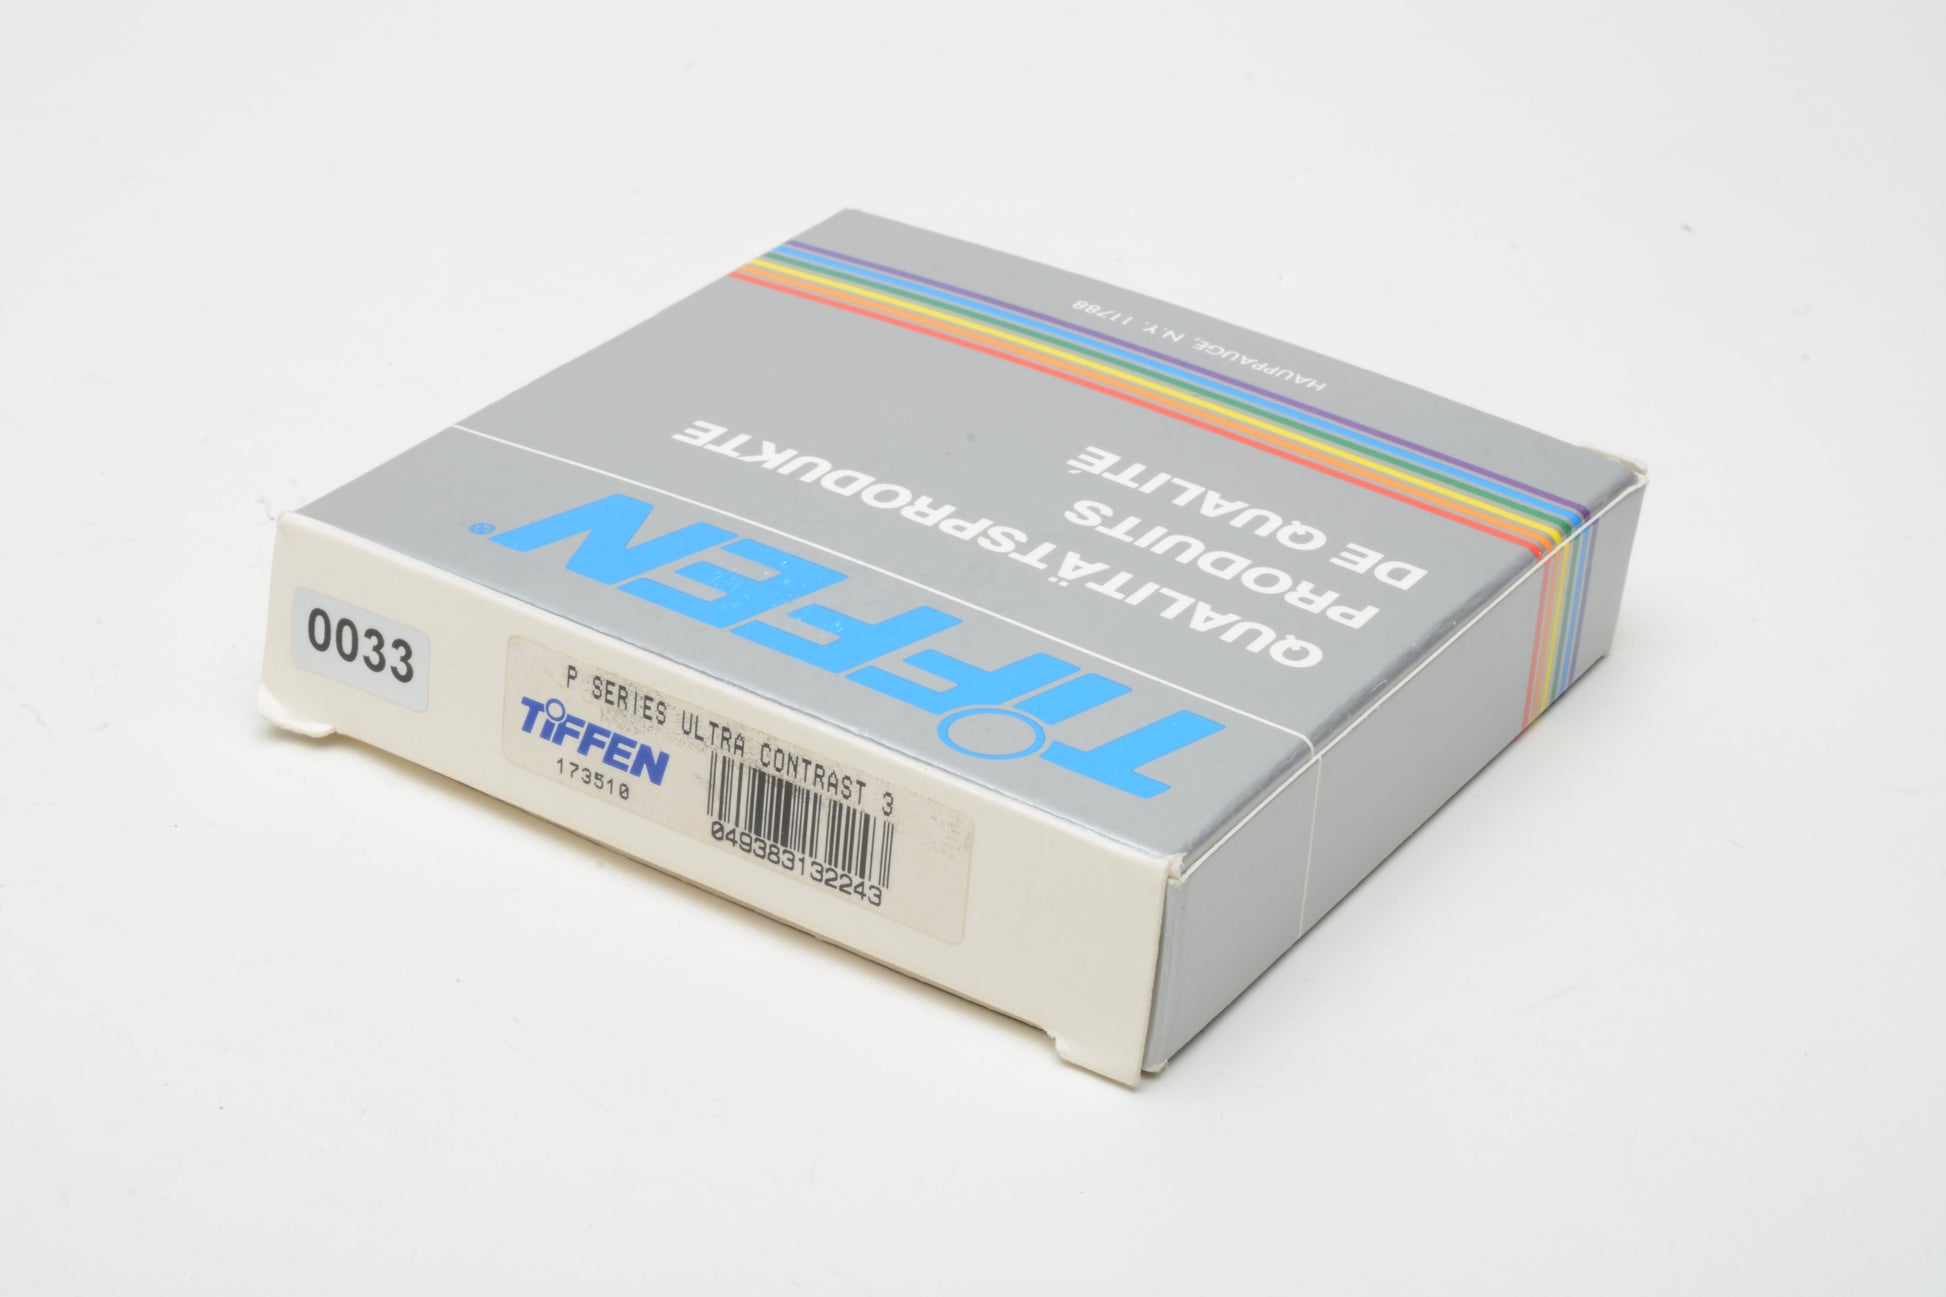 HAUPPAUGE, N.Y. 11788
QUALITÄTSPRODUKTE
PRODUITS
DE QUALITÉ
TIFFEN®
0033
P SERIES ULTRA CONTRAST 3
TIFFEN
173510
049383132243